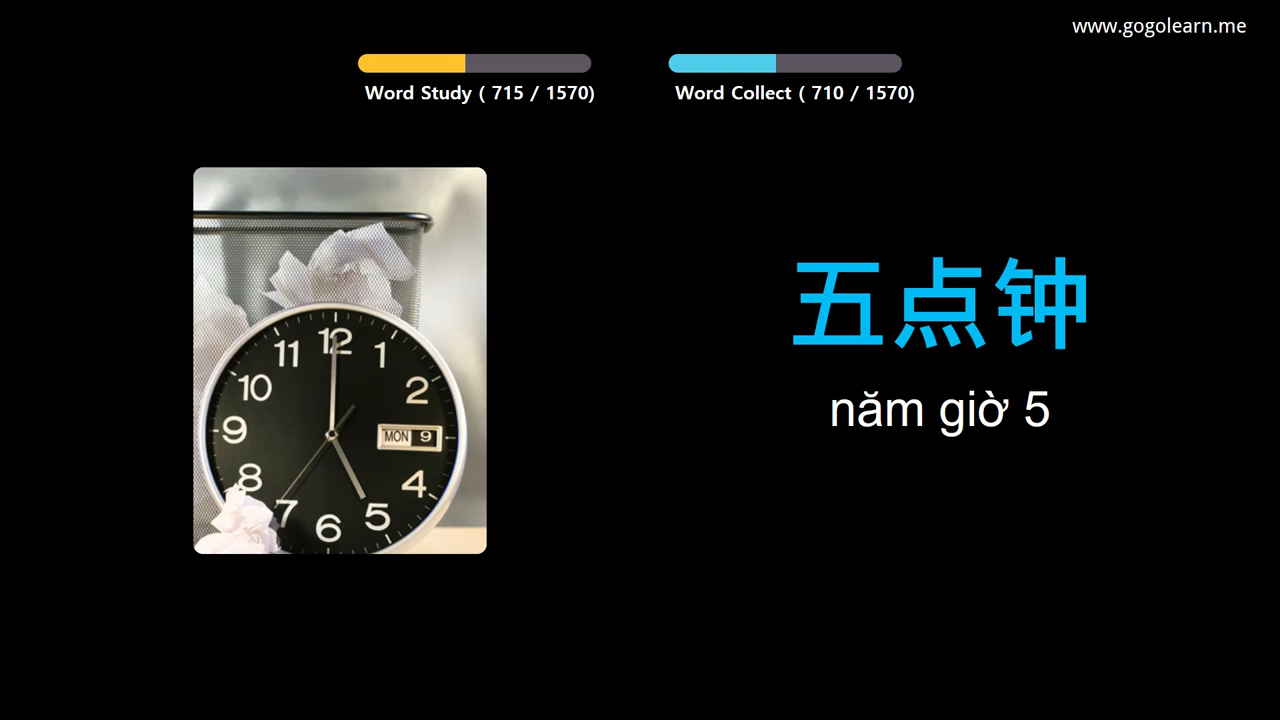 www.gogolearn.me
Word Study ( 715 / 1570)
Word Collect ( 710 / 1570)
五点钟
năm giờ 5
12
1
2
4
5
6
7
8
9
10
11
MON 9